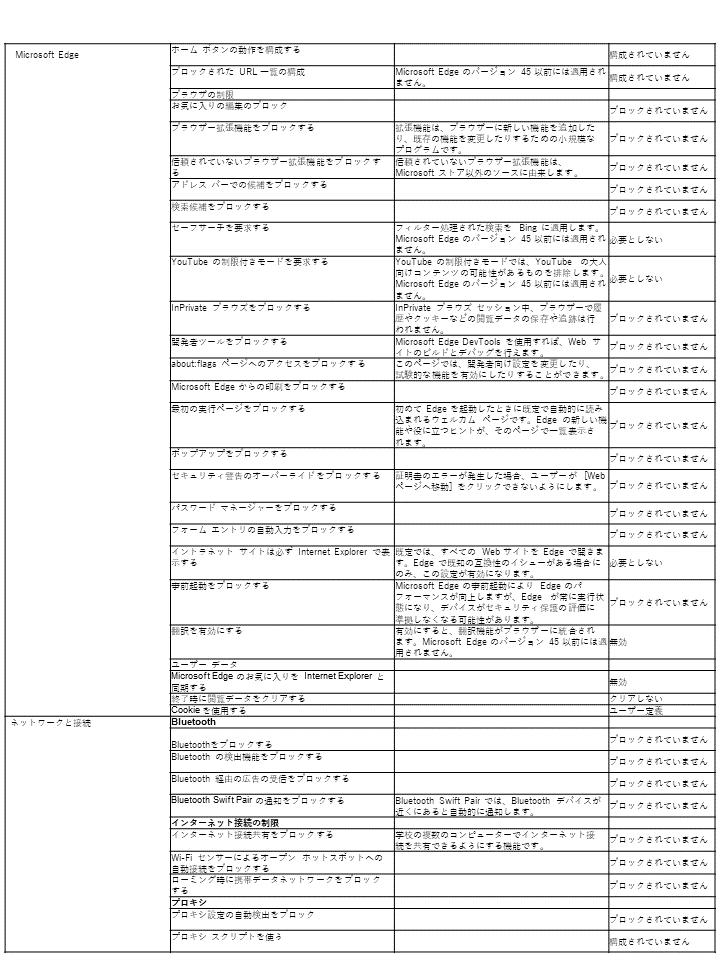 Microsoft Edge
ホーム ボタンの動作を構成する
構成されていません
ブロックされた URL 一覧の構成
Microsoft Edge のバージョン 45 以前には適用され
ません。
構成されていません
ブラウザの制限
お気に入りの編集のブロック
ブロックされていません
ブラウザー拡張機能をブロックする
拡張機能は、ブラウザーに新しい機能を追加した
り、既存の機能を変更したりするための小規模な
プログラムです。
ブロックされていません
信頼されていないブラウザー拡張機能をブロックす
る
信頼されていないブラウザー拡張機能は、
Microsoft ストア以外のソースに由来します。
ブロックされていません
アドレス バーでの候補をブロックする
ブロックされていません
検索候補をブロックする
ブロックされていません
セーフサーチを要求する
フィルター処理された検索を Bing に適用します。
Microsoft Edge のバージョン 45 以前には適用され
ません。
必要としない
YouTube の制限付きモードを要求する
YouTube の制限付きモードでは、YouTube の大人
向けコンテンツの可能性があるものを排除します。
Microsoft Edge のバージョン 45 以前には適用され
ません。
必要としない
InPrivate ブラウズをブロックする
InPrivate ブラウズ セッション中、ブラウザーで履
歴やクッキーなどの閲覧データの保存や追跡は行
われません。
ブロックされていません
開発者ツールをブロックする
Microsoft Edge DevTools を使用すれば、Web サ
イトのビルドとデバッグを行えます。
ブロックされていません
about:flags ページへのアクセスをブロックする
このページでは、開発者向け設定を変更したり、
試験的な機能を有効にしたりすることができます。
ブロックされていません
Microsoft Edge からの印刷をブロックする
ブロックされていません
最初の実行ページをブロックする
初めて Edge を起動したときに既定で自動的に読み
込まれるウェルカム ページです。Edge の新しい機
能や役に立つヒントが、そのページで一覧表示さ
れます。
ブロックされていません
ポップアップをブロックする
ブロックされていません
セキュリティ警告のオーバーライドをブロックする
証明書のエラーが発生した場合、ユーザーが [Web
ページへ移動] をクリックできないようにします。
ブロックされていません
パスワード マネージャーをブロックする
ブロックされていません
フォーム エントリの自動入力をブロックする
ブロックされていません
イントラネット サイトは必ず Internet Explorer で表
示する
既定では、すべての Web サイトを Edge で開きま
す。Edge で既知の互換性のイシューがある場合に
のみ、この設定が有効になります。
必要としない
事前起動をブロックする
Microsoft Edge の事前起動により Edge のパ
フォーマンスが向上しますが、Edge が常に実行状
態になり、デバイスがセキュリティ保護の評価に
準拠しなくなる可能性があります。
ブロックされていません
翻訳を有効にする
有効にすると、翻訳機能がブラウザーに統合され
ます。Microsoft Edge のバージョン 45 以前には適
用されません。
無効
ユーザー データ
Microsoft Edge のお気に入りを Internet Explorer と
同期する
無効
終了時に閲覧データをクリアする
クリアしない
Cookie を使用する
ユーザー定義
ネットワークと接続
Bluetooth
Bluetoothをブロックする
ブロックされていません
Bluetooth の検出機能をブロックする
ブロックされていません
Bluetooth 経由の広告の受信をブロックする
ブロックされていません
Bluetooth Swift Pair の通知をブロックする
Bluetooth Swift Pair では、Bluetooth デバイスが
近くにあると自動的に通知します。
ブロックされていません
インターネット接続の制限
インターネット接続共有をブロックする
学校の複数のコンピューターでインターネット接
続を共有できるようにする機能です。
ブロックされていません
Wi-Fi センサーによるオープン ホットスポットへの
自動接続をブロックする
ブロックされていません
ローミング時に携帯データネットワークをブロック
する
ブロックされていません
プロキシ
プロキシ設定の自動検出をブロック
ブロックされていません
プロキシ スクリプトを使う
構成されていません